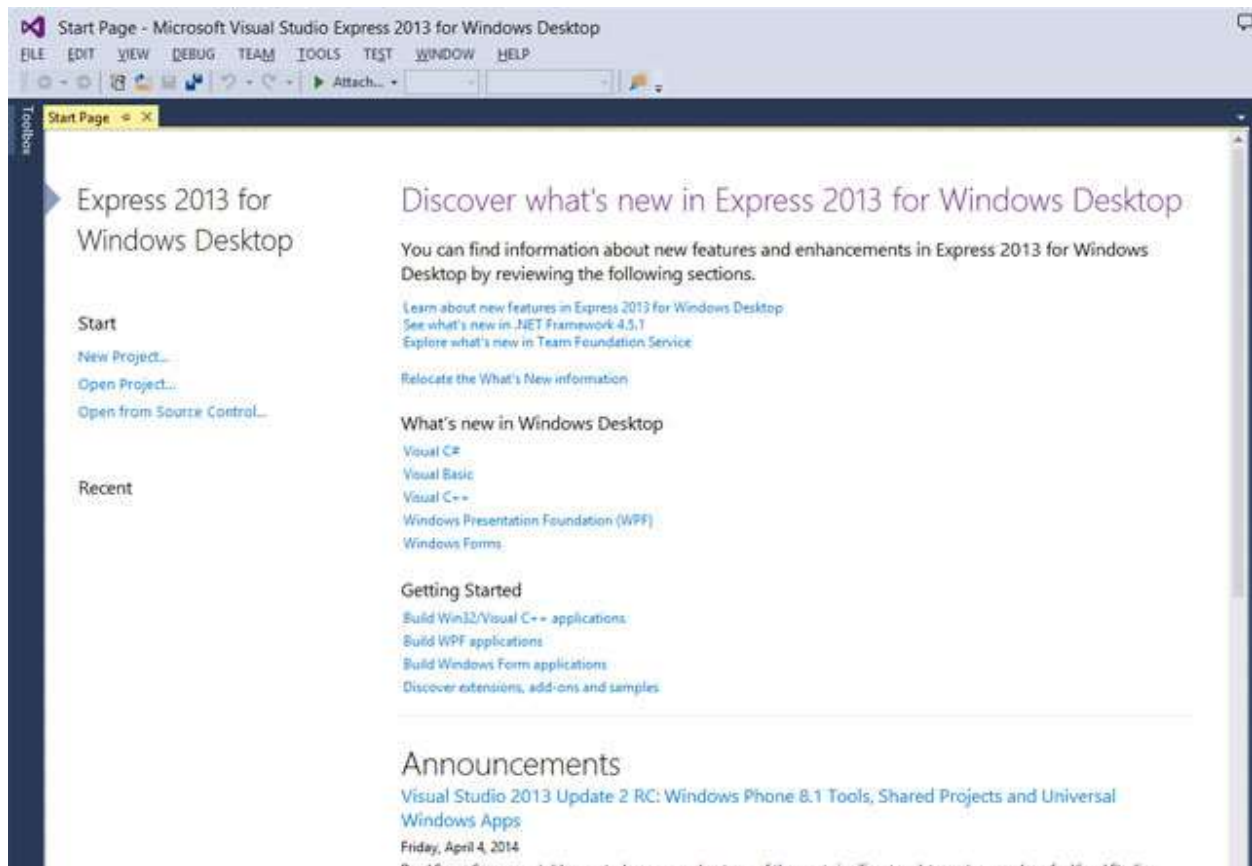 Start Page - Microsoft Visual Studio Express 2013 for Windows Desktop
FILE EDIT VIEW DEBUG TEAM TOOLS TEST WINDOW HELP
Attach...
Toolbox
Start Page
Express 2013 for
Windows Desktop
Start
New Project...
Open Project...
Open from Source Control...
Recent
Discover what's new in Express 2013 for Windows Desktop
You can find information about new features and enhancements in Express 2013 for Windows
Desktop by reviewing the following sections.
Learn about new features in Express 2013 for Windows Desktop
See what's new in .NET Framework 4.5.1
Explore what's new in Team Foundation Service
Relocate the What's New information
What's new in Windows Desktop
Visual C#
Visual Basic
Visual C++
Windows Presentation Foundation (WPF)
Windows Forms
Getting Started
Build Win32/Visual C++ applications
Build WPF applications
Build Windows Form applications
Discover extensions, add-ons and samples
Announcements
Visual Studio 2013 Update 2 RC: Windows Phone 8.1 Tools, Shared Projects and Universal
Windows Apps
Friday, April 4, 2014